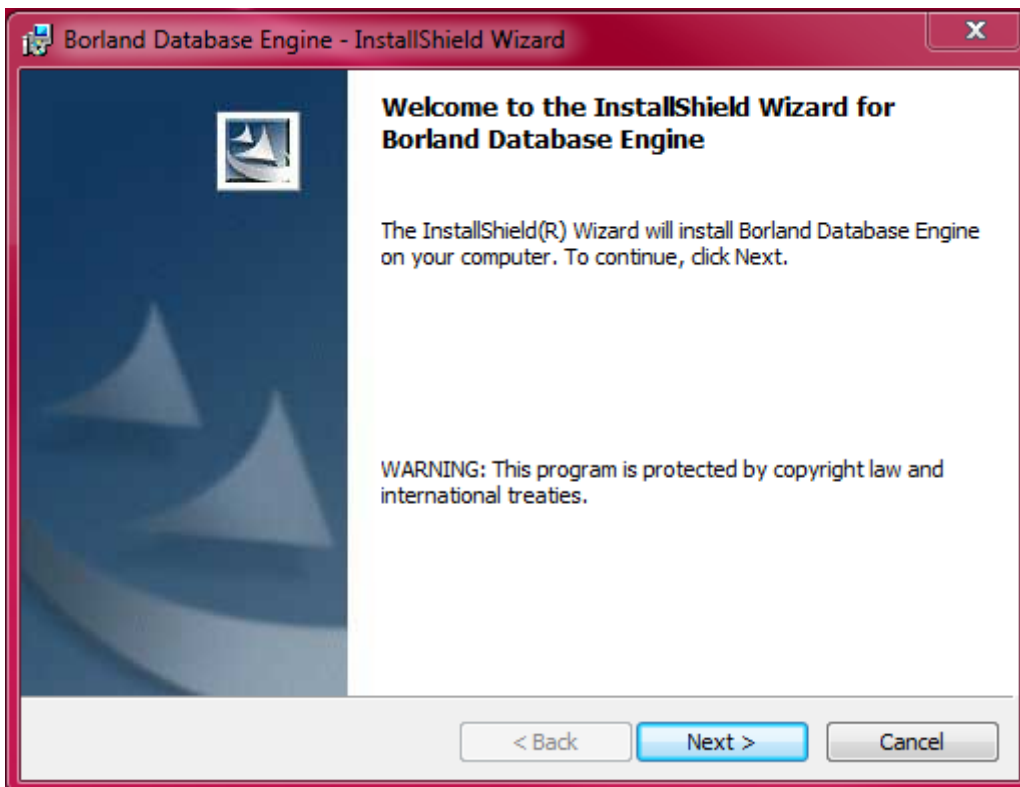 Borland Database Engine - InstallShield Wizard
Welcome to the InstallShield Wizard for
Borland Database Engine
The InstallShield(R) Wizard will install Borland Database Engine
on your computer. To continue, click Next.
WARNING: This program is protected by copyright law and
international treaties.
< Back
Next >
Cancel